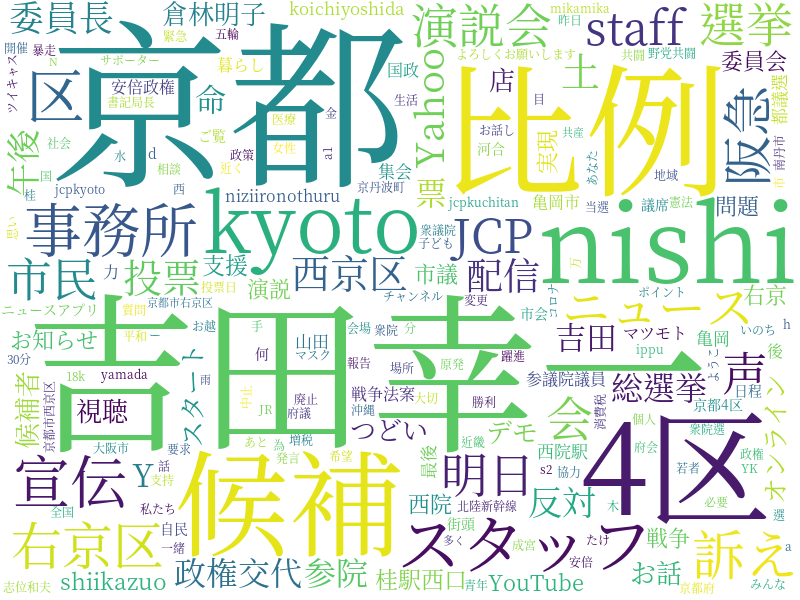 委員長
倉林明子
koichiyoshida
演説会
mikamika
昨日
staff
選挙
開催
暴走
緊急
五輪
ツイキャス
N
サポーター
京都
区
安倍政権
書記局長
命
暮らし
国政
共闘
よろしくお願いします
野党共闘
委員会
Yahoo
店
土
比例
阪急
都議選
午後
社会
国
水
d
相談
ご覧
医療
女性
近く
金
a1
生活
政策
目
お話し
共産
実現
あなた
市
南丹市
桂
jcpkyoto
西
集会
河合
票
地域
事務所
niziironothuru
京丹波町
jcpkuchitan
当選
亀岡市
議席
憲法
問題
思い
kyoto
衆議院
子ども
JCP
万
nishi
市民
力
支援
西京区
市議
配信
コロナ
右京
投票
演説
チャンネル
変更
ポイント
ニュースアプリ
京都市右京区
投票日
市会
ニュース
お知らせ
質問
平和
ー
お越し
手
会場
衆院
分
吉田幸一
吉田
マツモト
亀岡
いのち
h
30分
スタート
何
山田
マスク
報告
場所
原発
躍進
ippu
ようこ
後
候補者
18k
yamada
雨
中止
戦争法案
大切
参議院議員
総選挙
声
日程
京都市西京区
視聴
廃止
JR
府議
沖縄
勝利
消費税
個人
京都4区
オンライン
大阪市
あと
為
増税
つどい
会
デモ
府会
衆院選
要求
発言
希望
最後
近畿
西院駅
若者
政権
YK
宣伝
Y
話
支持
候補
s2
協力
4区
明日
反対
木
必要
選
私たち
西院
北陸新幹線
全国
自民
一緒
街頭
スタッフ
戦争
たけ
a
右京区
多く
成宮
安倍
訴え
志位和夫
shiikazuo
政権交代
参院
桂駅西口
青年
YouTube
お話
京都府
みんな